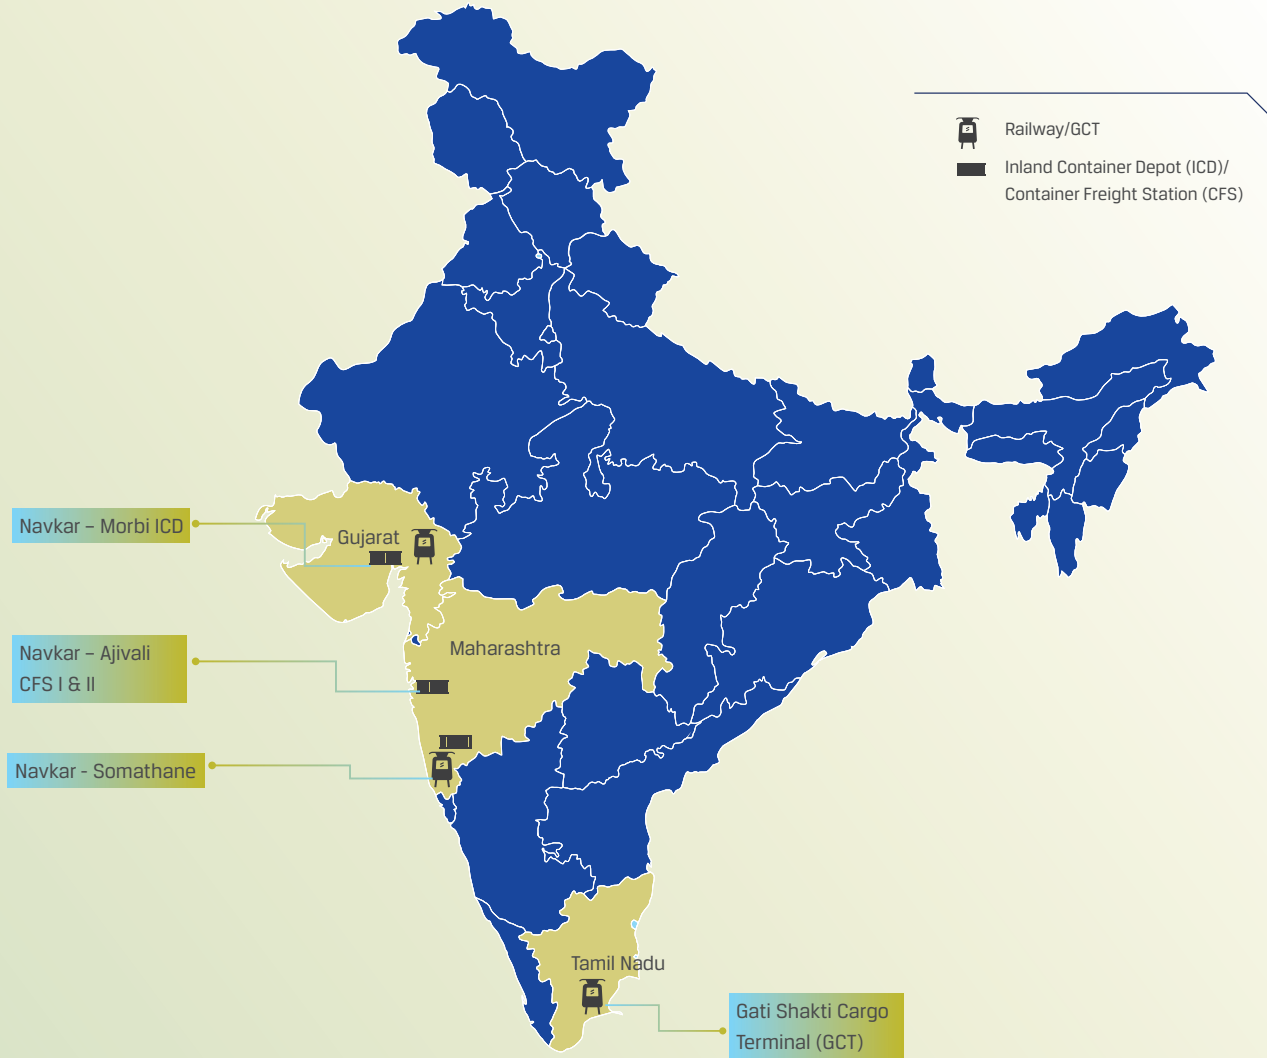 Railway/GCT
Inland Container Depot (ICD)/
Container Freight Station (CFS)
Navkar – Morbi ICD
Gujarat
Navkar – Ajivali
CFS I & II
Maharashtra
Navkar - Somathane
Tamil Nadu
Gati Shakti Cargo
Terminal (GCT)